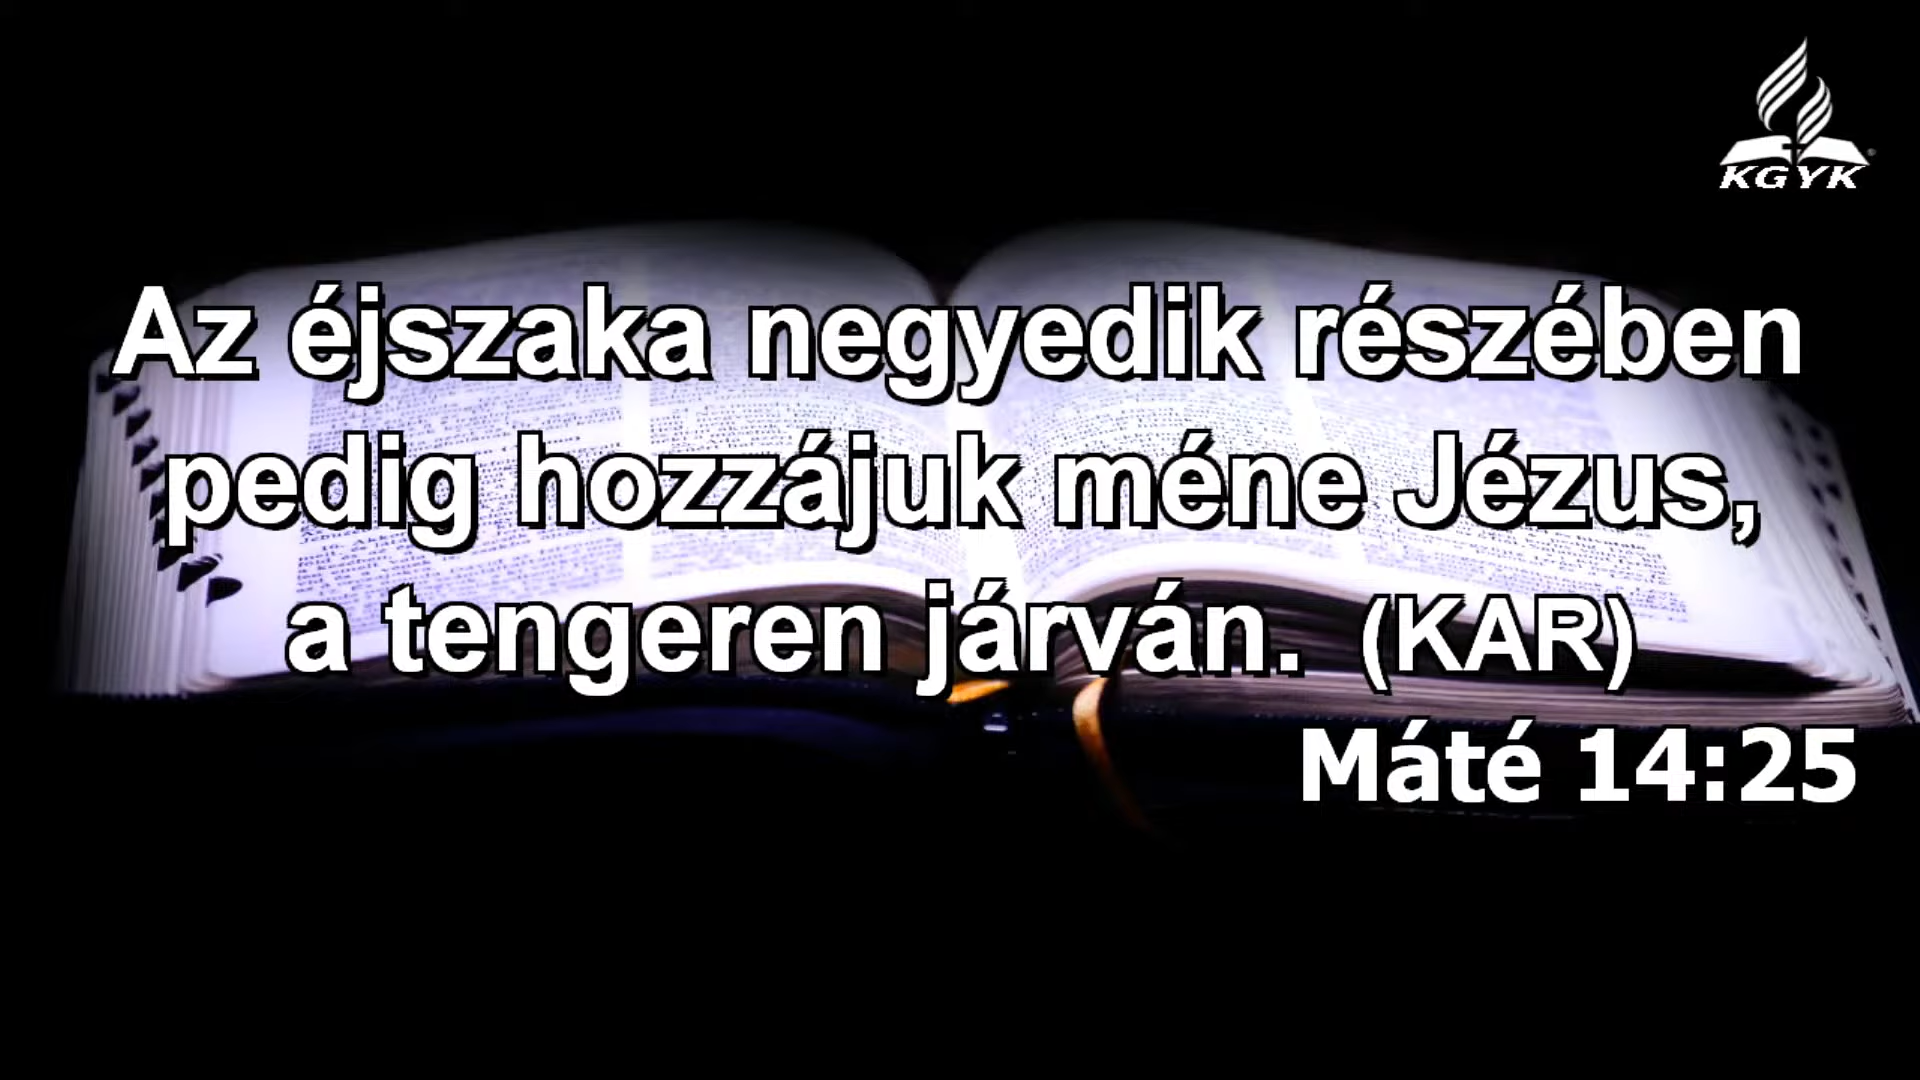 KGYK
Az éjszaka negyedik részében
pedig hozzájuk méne Jézus,
a tengeren járván. (KAR)
Máté 14:25